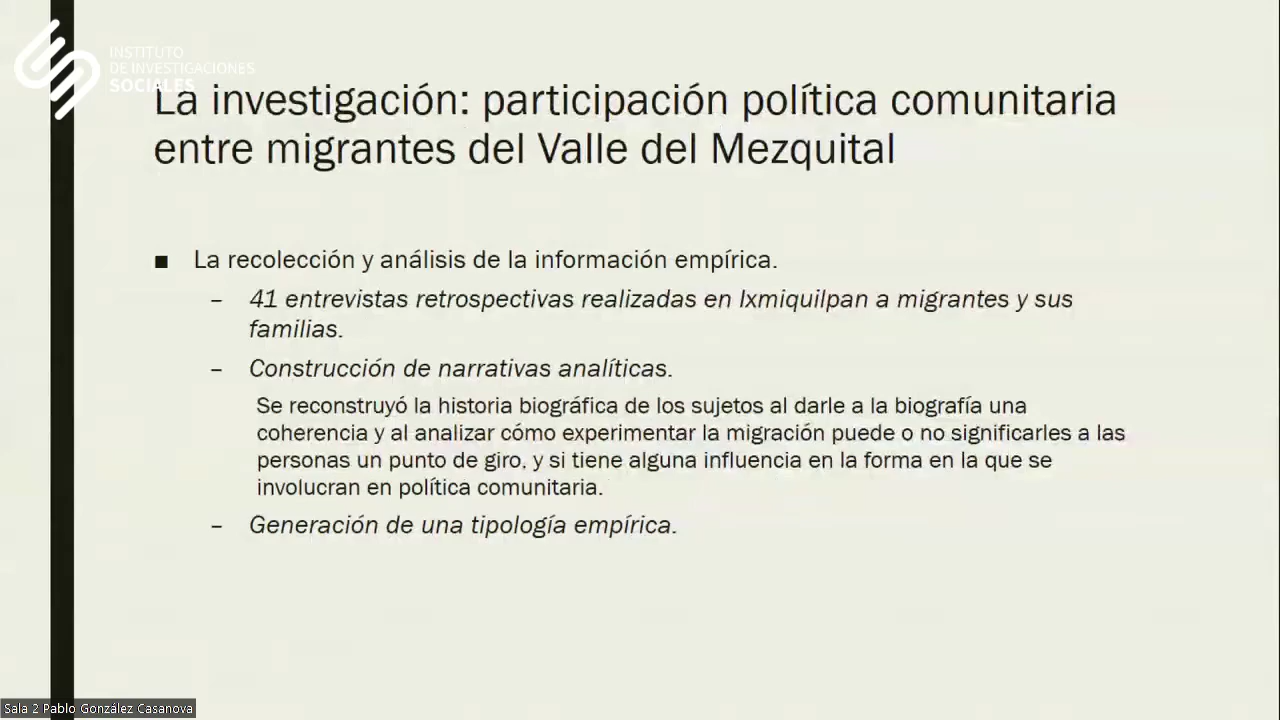 INSTITUTO
DE INVESTIGACIONES
SOCIALES
La investigación: participación política comunitaria
entre migrantes del Valle del Mezquital
■ La recolección y análisis de la información empírica.
– 41 entrevistas retrospectivas realizadas en Ixmiquilpan a migrantes y sus
familias.
– Construcción de narrativas analíticas.
Se reconstruyó la historia biográfica de los sujetos al darle a la biografía una
coherencia y al analizar cómo experimentar la migración puede o no significarles a las
personas un punto de giro, y si tiene alguna influencia en la forma en la que se
involucran en política comunitaria.
– Generación de una tipología empírica.
Sala 2 Pablo González Casanova